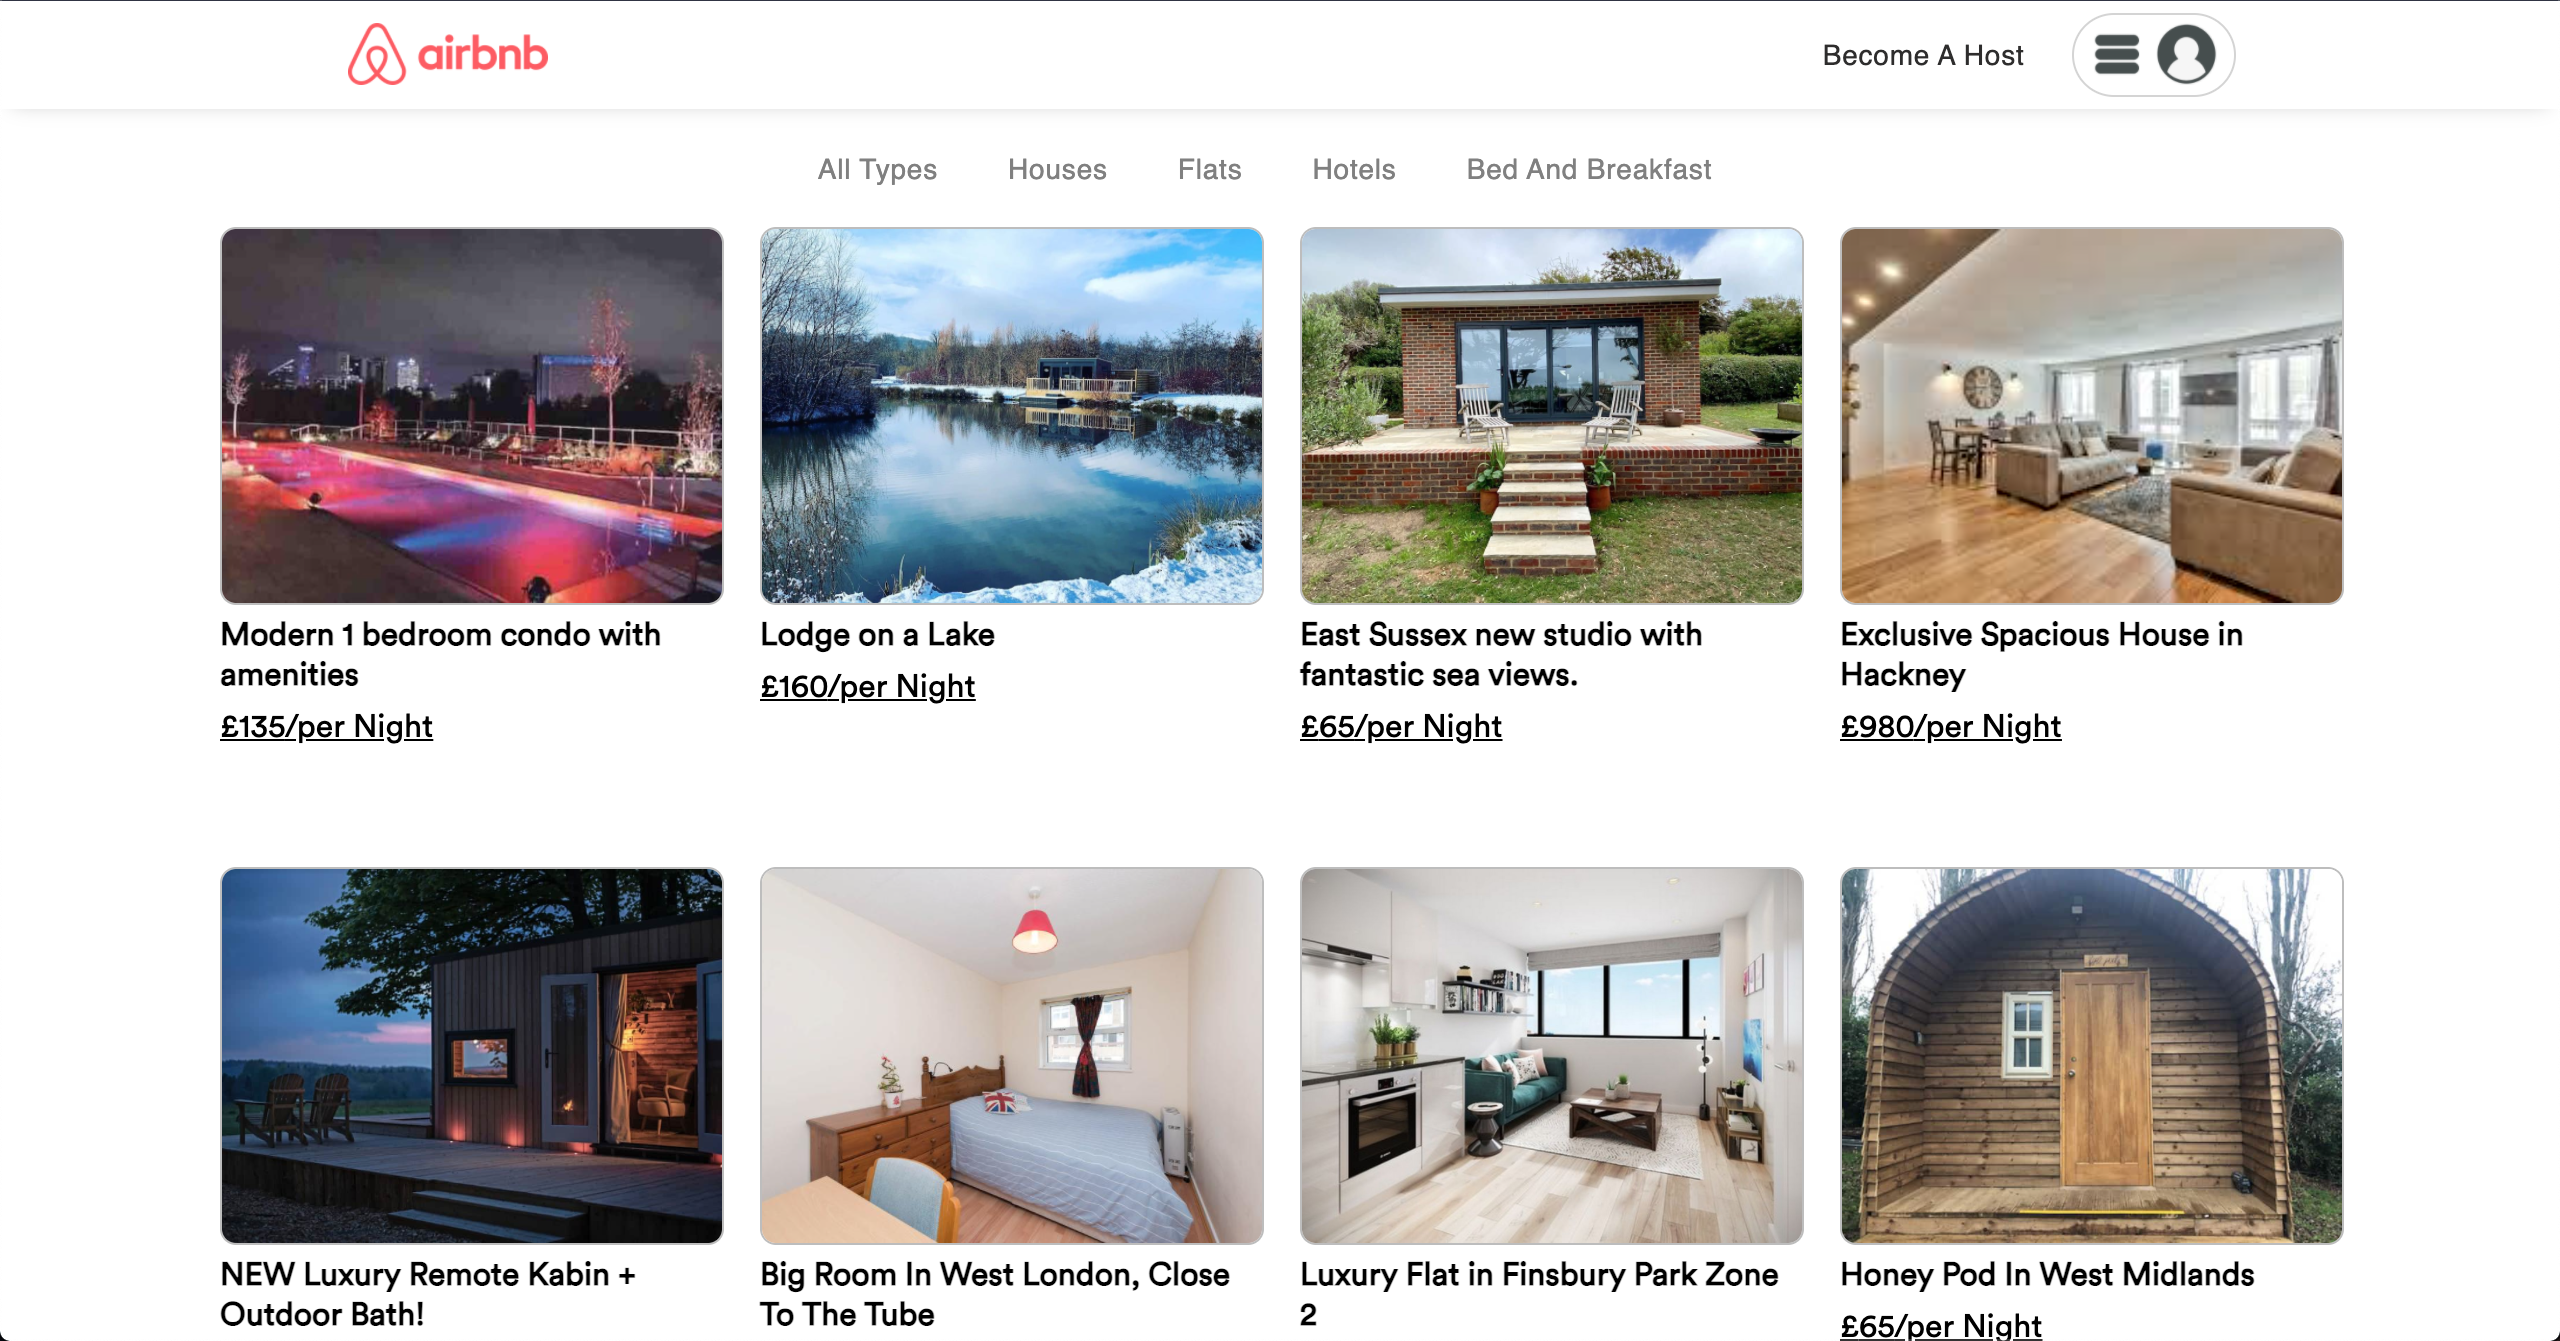 airbnb
Become A Host
All Types Houses Flats Hotels Bed And Breakfast
Modern 1 bedroom condo with
amenities
£135/per Night
Lodge on a Lake
£160/per Night
East Sussex new studio with
fantastic sea views.
£65/per Night
Exclusive Spacious House in
Hackney
£980/per Night
NEW Luxury Remote Kabin +
Outdoor Bath!
Big Room In West London, Close
To The Tube
Luxury Flat in Finsbury Park Zone
2
Honey Pod In West Midlands
£65/per Night